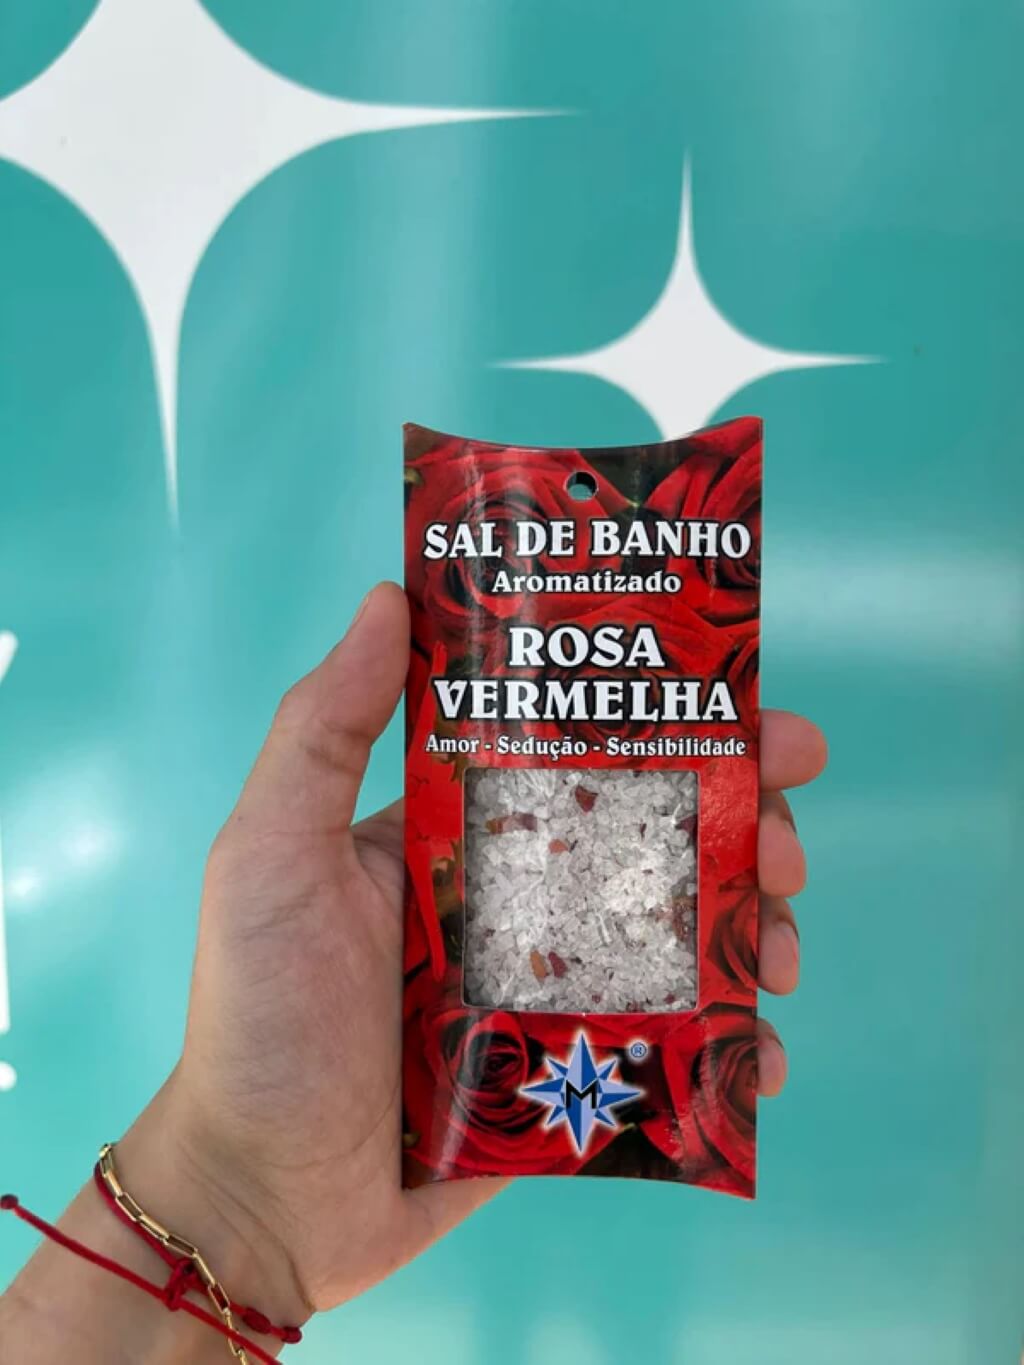 SAL DE BANHO
Aromatizado
ROSA
VERMELHA
Amor - Sedução - Sensibilidade
®
M